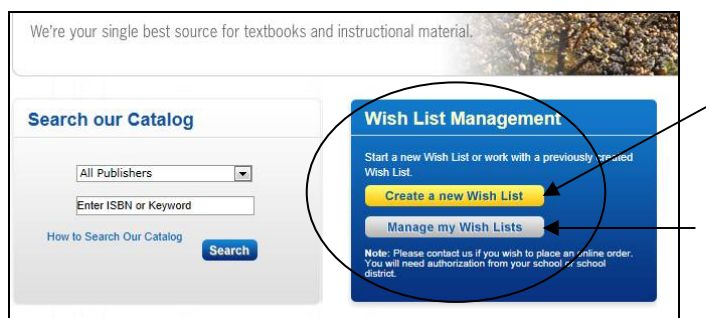 We're your single best source for textbooks and instructional material.
Search our Catalog
All Publishers
Enter ISBN or Keyword
How to Search Our Catalog
Search
Wish List Management
Start a new Wish List or work with a previously created
Wish List.
Create a new Wish List
Manage my Wish Lists
Note: Please contact us if you wish to place an online order.
You will need authorization from your school or school
district.